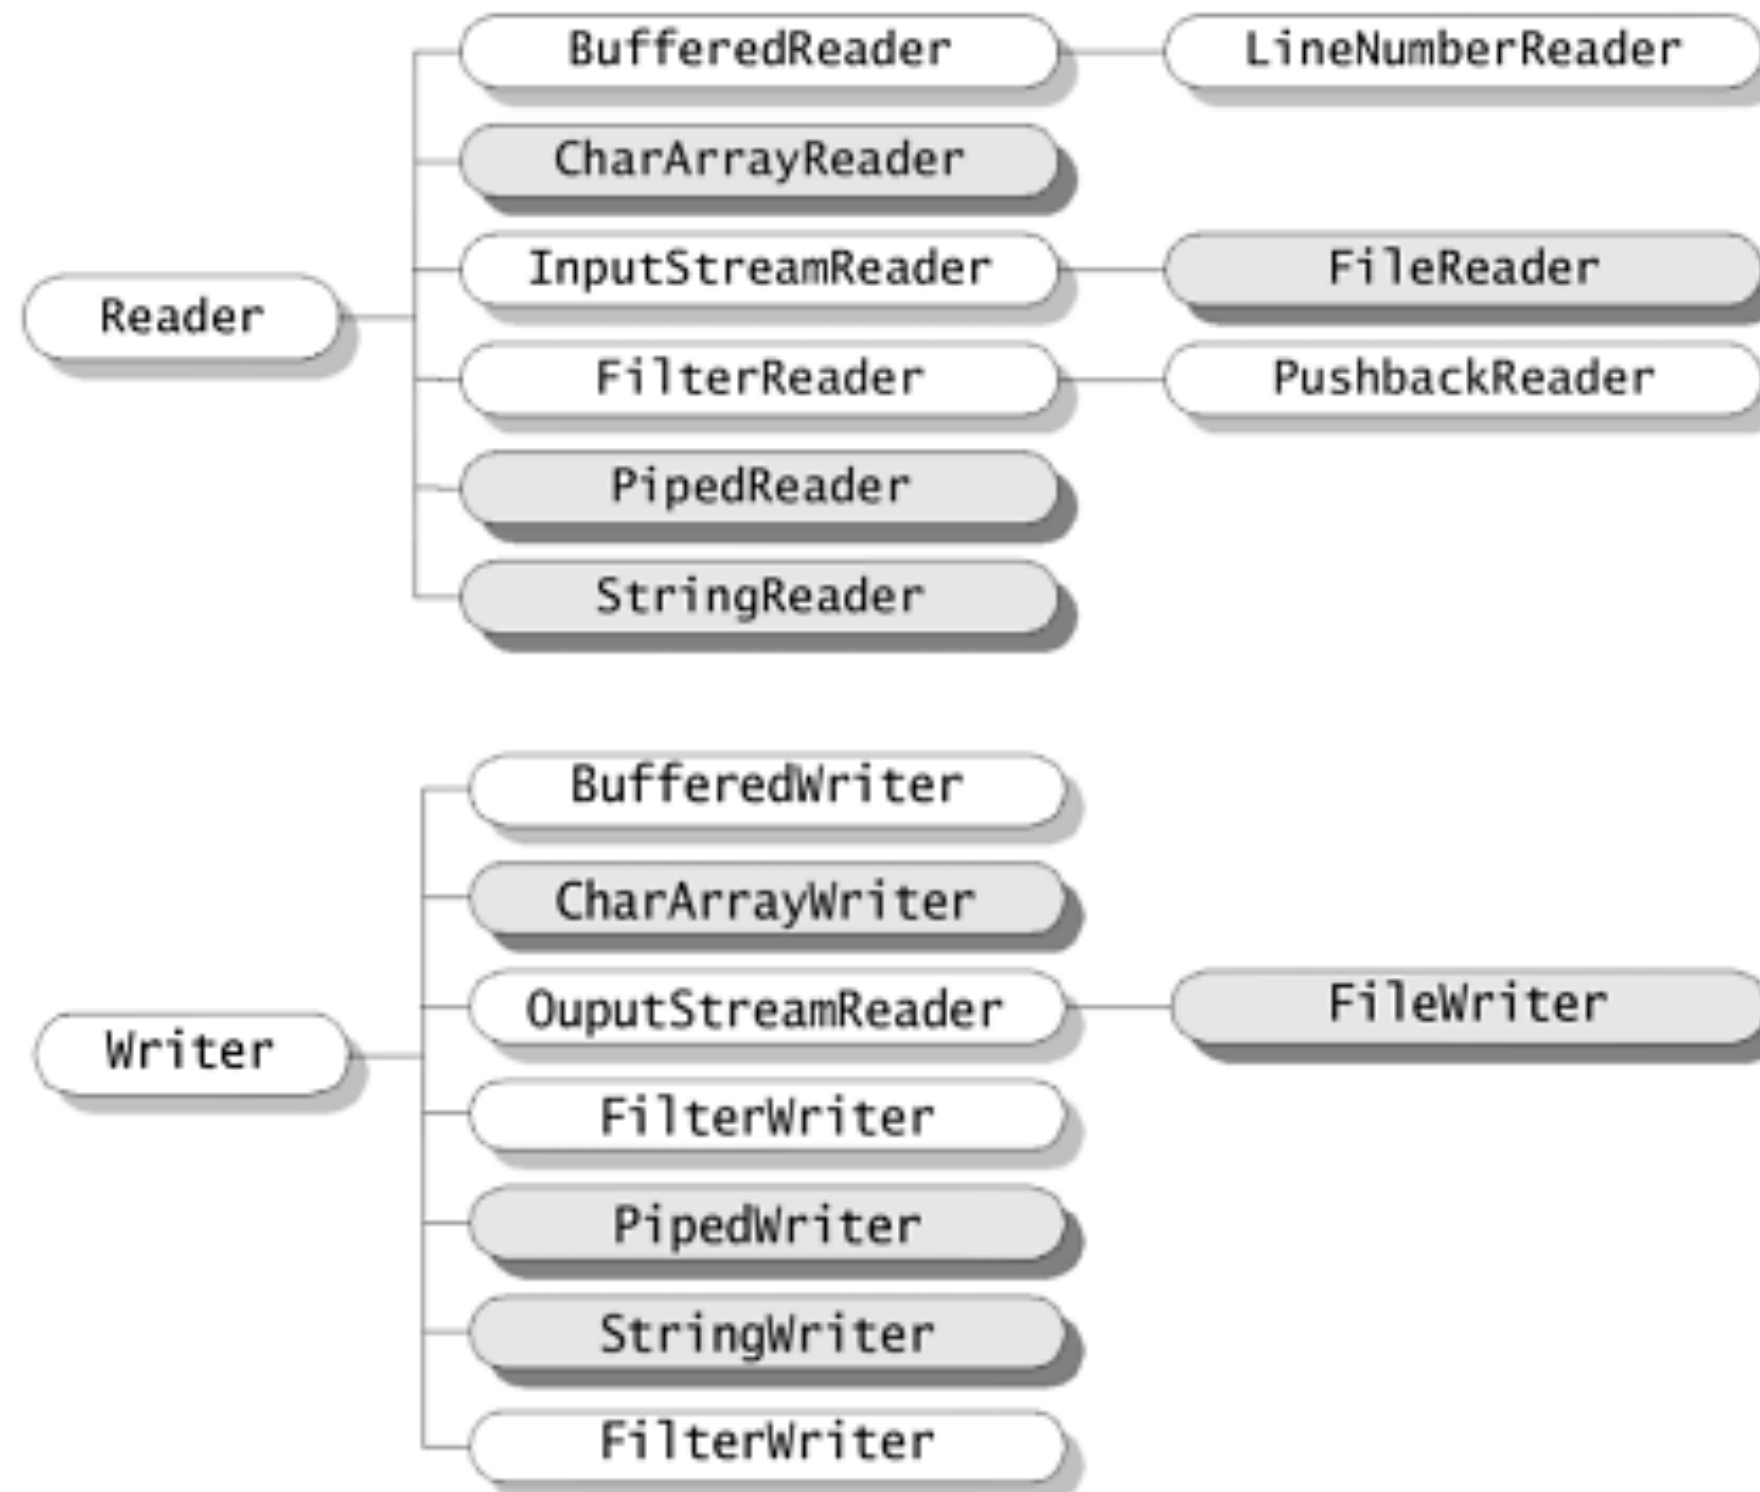 BufferedReader
LineNumberReader
CharArrayReader
InputStreamReader
FileReader
Reader
FilterReader
PushbackReader
PipedReader
StringReader
BufferedWriter
CharArrayWriter
OuputStreamReader
FileWriter
Writer
FilterWriter
PipedWriter
StringWriter
FilterWriter